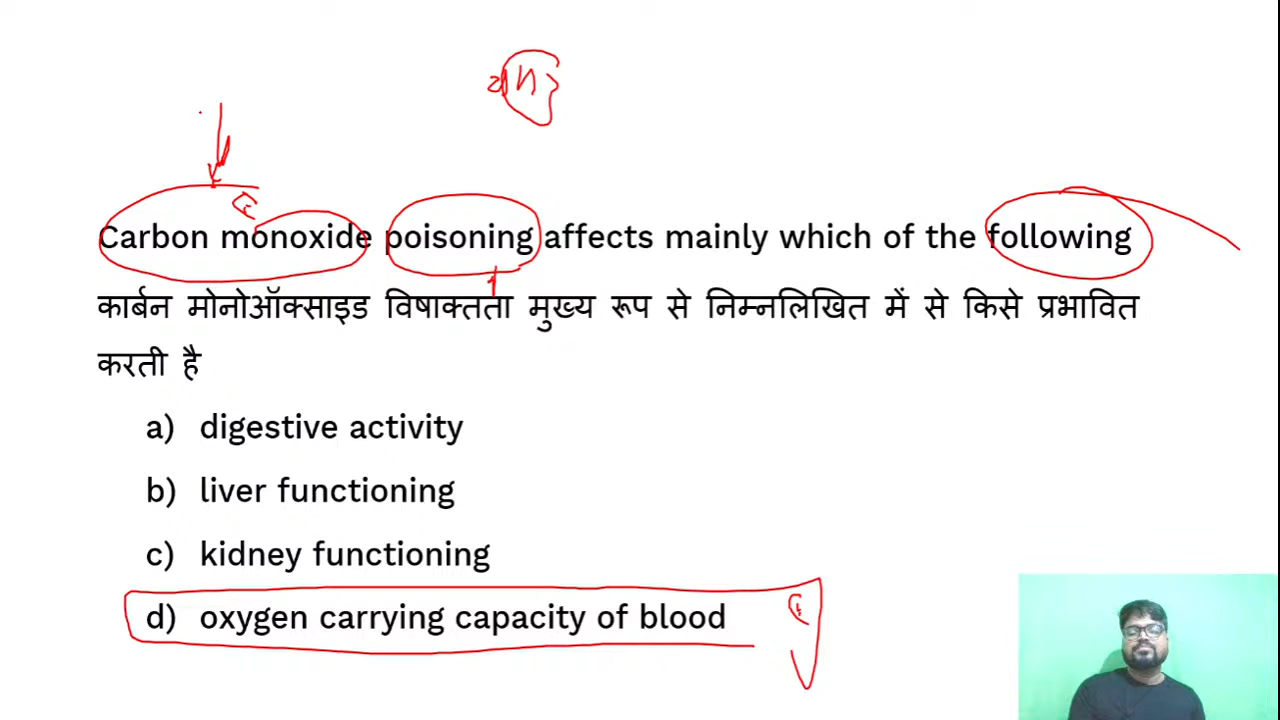 Carbon monoxide poisoning affects mainly which of the following
कार्बन मोनोऑक्साइड विषाक्तता मुख्य रूप से निम्नलिखित में से किसे प्रभावित
करती है
a) digestive activity
b) liver functioning
c) kidney functioning
d) oxygen carrying capacity of blood